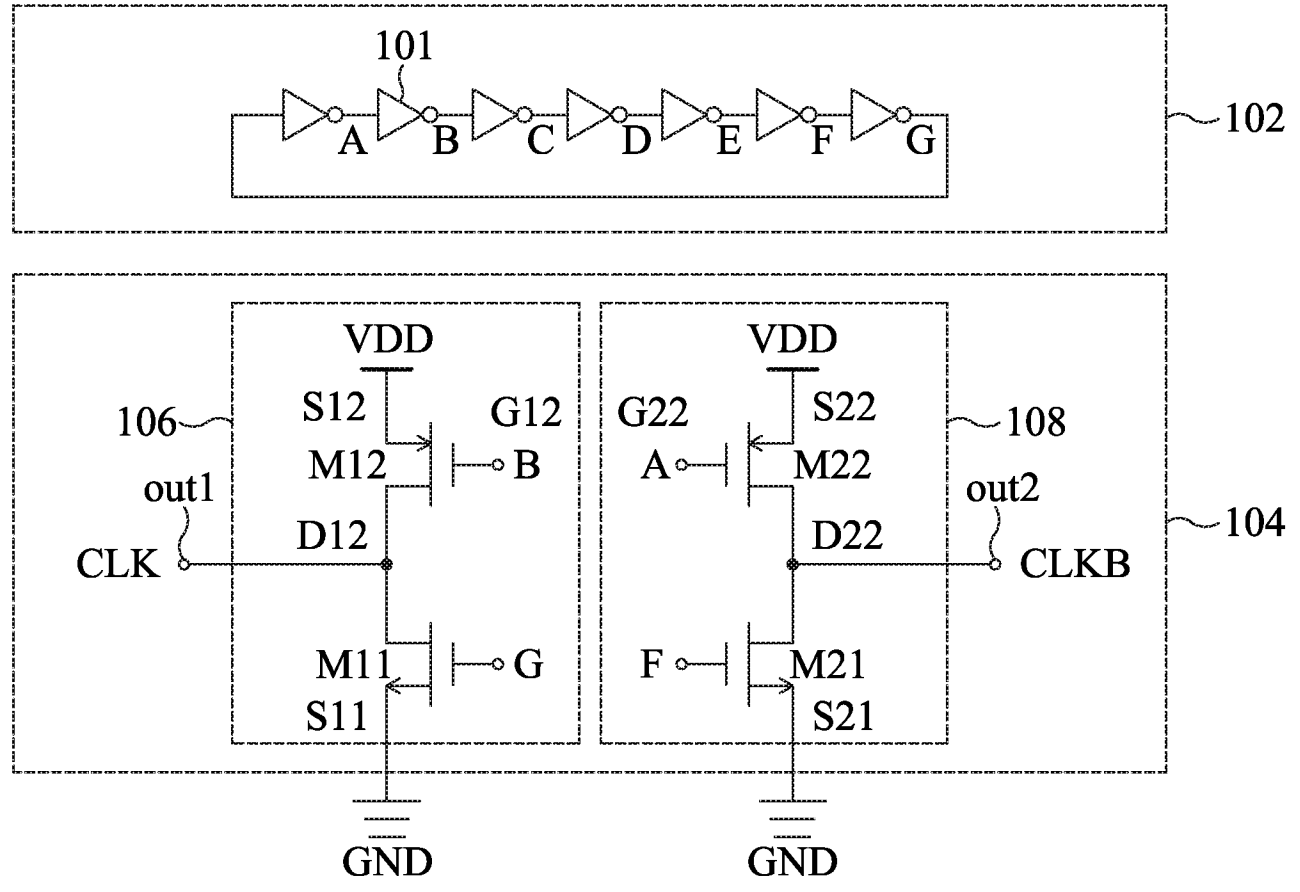 101
A B C D E F G
102
VDD VDD
S12 G12 G22 S22
106 108
M12 B A M22
out1 out2
D12 D22
104
CLK CLKB
M11 G F M21
S11 S21
GND GND